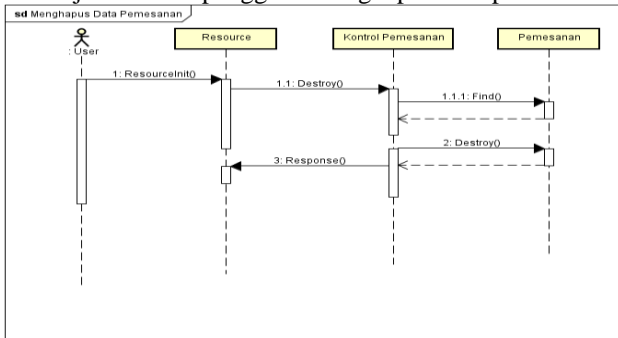 sd Menghapus Data Pemesanan
: User
Resource
Kontrol Pemesanan
Pemesanan
1: ResourceInit()
1.1: Destroy()
1.1.1: Find()
2: Destroy()
3: Response()